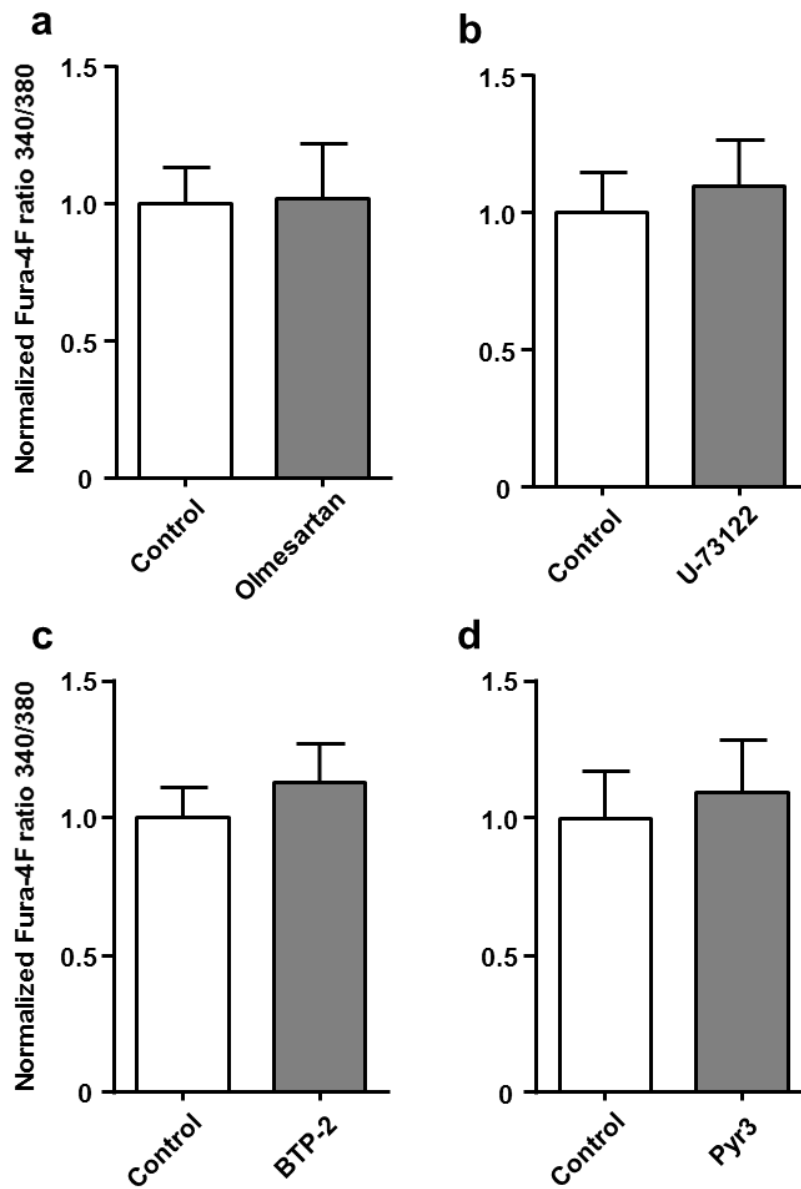 a
Normalized Fura-4F ratio 340/380
1.5
1.0
0.5
0
Control
Olmesartan
b
1.5
1.0
0.5
0
Control
U-73122
c
Normalized Fura-4F ratio 340/380
1.5
1.0
0.5
0
Control
BTP-2
d
1.5
1.0
0.5
0
Control
Pyr3